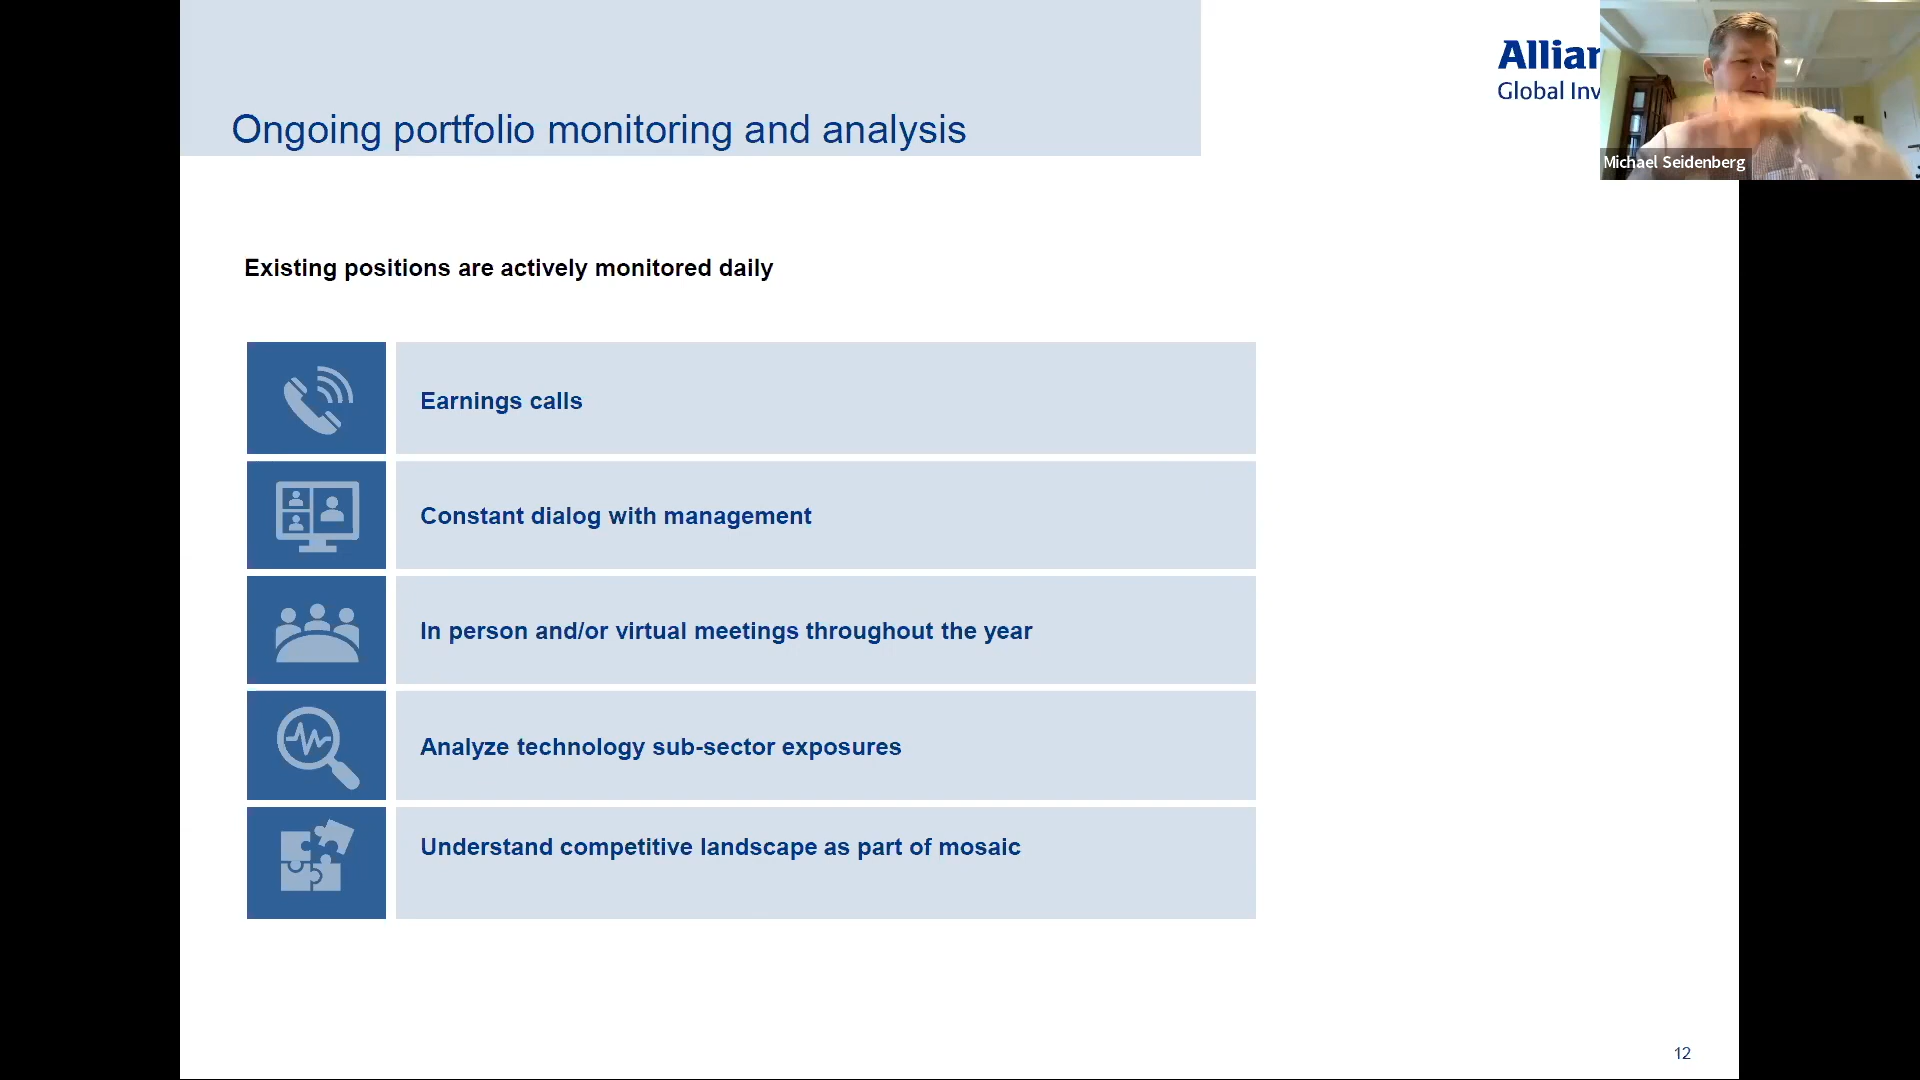 Ongoing portfolio monitoring and analysis
Allian
Global Inv
Michael Seidenberg
Existing positions are actively monitored daily
Earnings calls
Constant dialog with management
In person and/or virtual meetings throughout the year
Analyze technology sub-sector exposures
Understand competitive landscape as part of mosaic
12